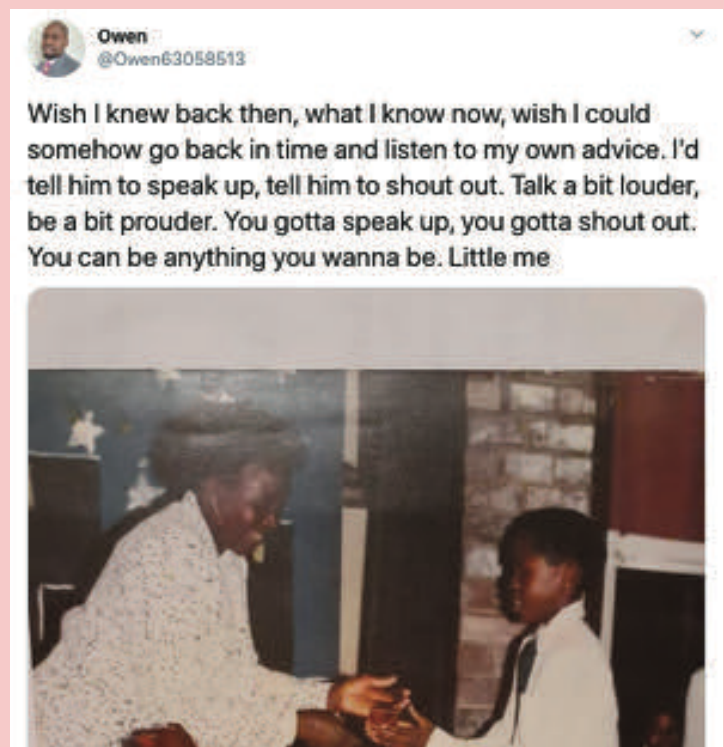 Owen
@Owen63058513
Wish I knew back then, what I know now, wish I could
somehow go back in time and listen to my own advice. I'd
tell him to speak up, tell him to shout out. Talk a bit louder,
be a bit prouder. You gotta speak up, you gotta shout out.
You can be anything you wanna be. Little me